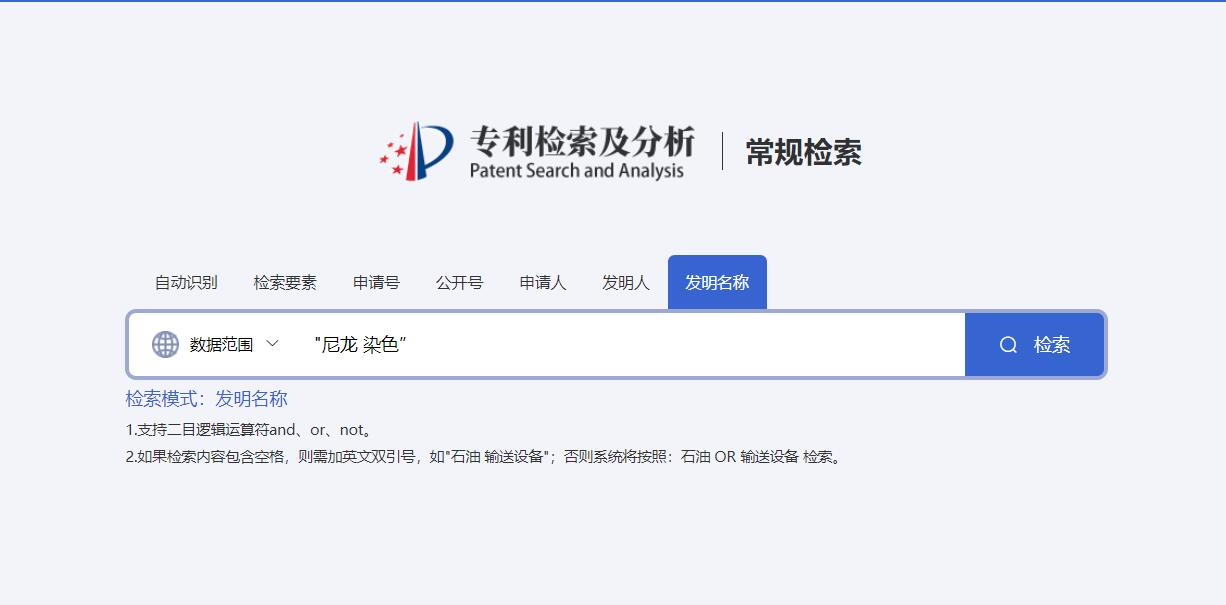 专利检索及分析
Patent Search and Analysis
常规检索
自动识别 检索要素 申请号 公开号 申请人 发明人 发明名称
数据范围 "尼龙 染色” 检索
检索模式：发明名称
1.支持二目逻辑运算符and、or、not。
2.如果检索内容包含空格，则需加英文双引号，如"石油 输送设备"；否则系统将按照：石油 OR 输送设备 检索。